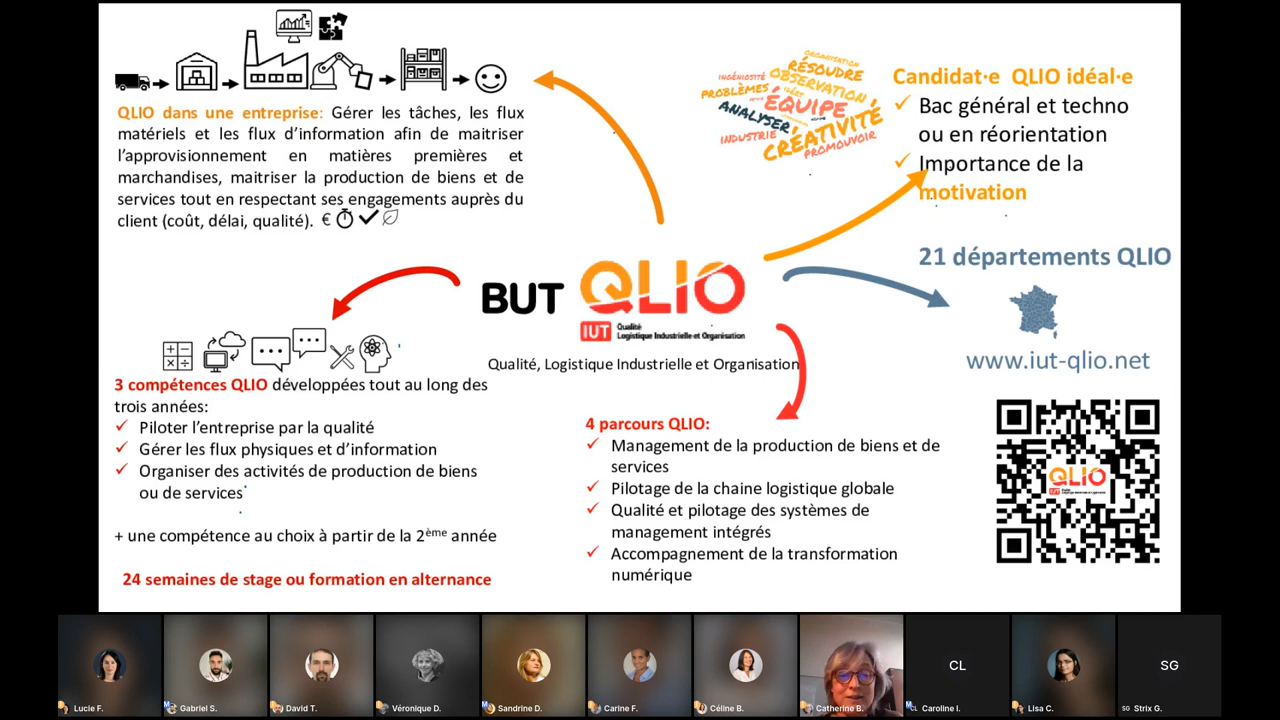 QLIO dans une entreprise: Gérer les tâches, les flux
matériels et les flux d'information afin de maitriser
l'approvisionnement en matières premières et
marchandises, maitriser la production de biens et de
services tout en respectant ses engagements auprès du
client (coût, délai, qualité). €
ORGANISATION
RÉSOUDRE
INGÉNIOSITÉ
OBSERVATION
PROBLÈMES
ÉQUIPE
ANALYSER
CRÉATIVITÉ
INDUSTRIE
PROMOUVOIR
Candidat·e QLIO idéal·e
Bac général et techno
ou en réorientation
Importance de la
motivation
21 départements QLIO
www.iut-qlio.net
BUT QLIO
IUT Qualité
Logistique Industrielle et Organisation
Qualité, Logistique Industrielle et Organisation
3 compétences QLIO développées tout au long des
trois années:
Piloter l'entreprise par la qualité
Gérer les flux physiques et d'information
Organiser des activités de production de biens
ou de services
+ une compétence au choix à partir de la 2ème année
24 semaines de stage ou formation en alternance
4 parcours QLIO:
Management de la production de biens et de
services
Pilotage de la chaine logistique globale
Qualité et pilotage des systèmes de
management intégrés
Accompagnement de la transformation
numérique
QLIO
IUT
CL
SG
Lucie F.
Gabriel S.
David T.
Véronique D.
Sandrine D.
Carine F.
Céline B.
Catherine B.
CL Caroline I.
Lisa C.
SG Strix G.